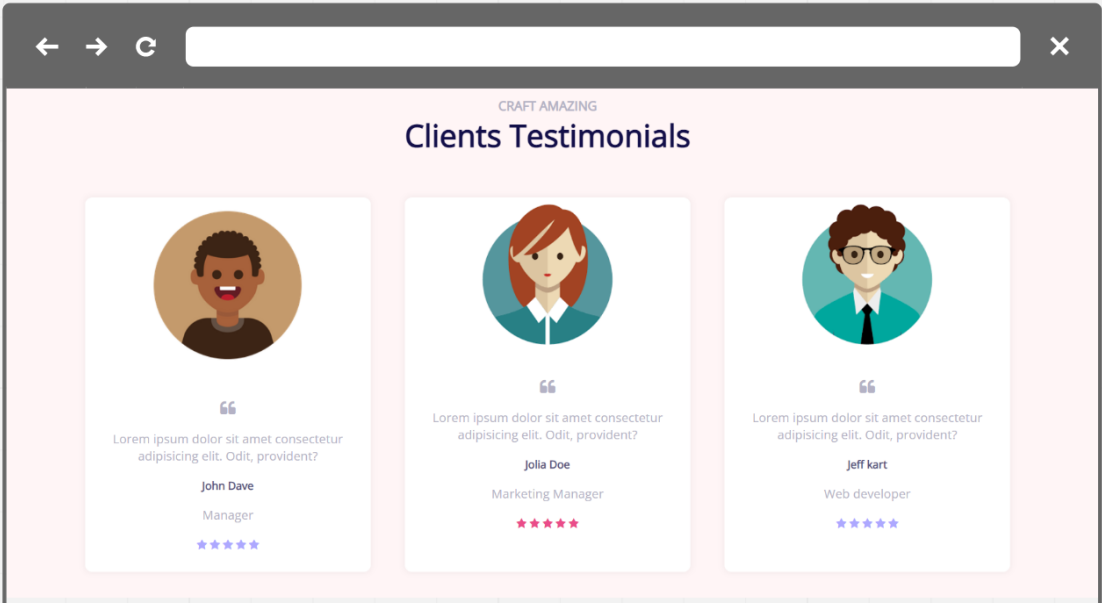 CRAFT AMAZING
Clients Testimonials
“
Lorem ipsum dolor sit amet consectetur
adipisicing elit. Odit, provident?
John Dave
Manager
“
Lorem ipsum dolor sit amet consectetur
adipisicing elit. Odit, provident?
Jolia Doe
Marketing Manager
“
Lorem ipsum dolor sit amet consectetur
adipisicing elit. Odit, provident?
Jeff kart
Web developer